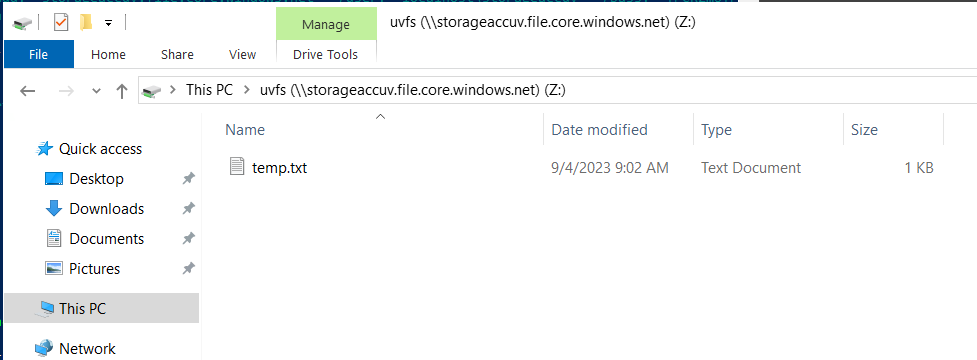 Manage uvfs (\\storageaccuv.file.core.windows.net) (Z:)
File Home Share View Drive Tools
This PC uvfs (\\storageaccuv.file.core.windows.net) (Z:)
Name Date modified Type Size
Quick access
temp.txt 9/4/2023 9:02 AM Text Document 1 KB
Desktop
Downloads
Documents
Pictures
This PC
Network